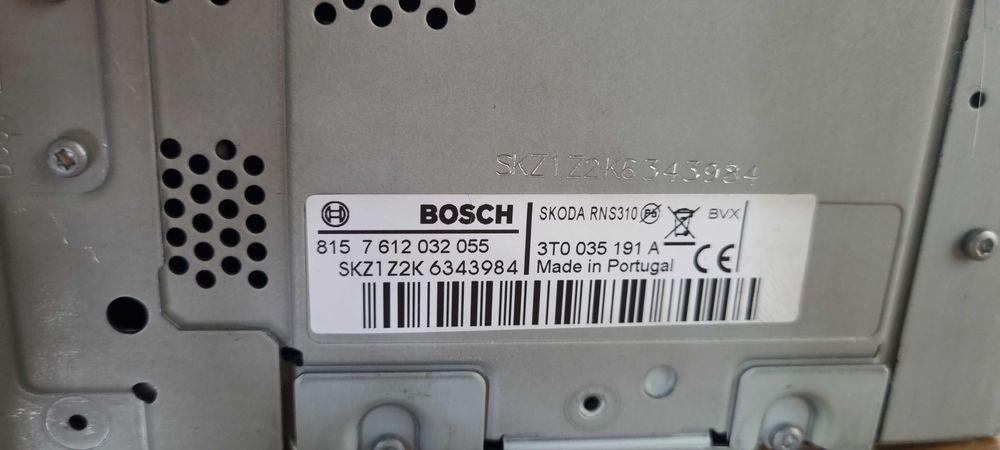 SKZ1Z2K6343984
BOSCH
SKODA RNS310
BVX
815 7 612 032 055
3T0 035 191 A
SKZ1Z2K 6343984
Made in Portugal
CE